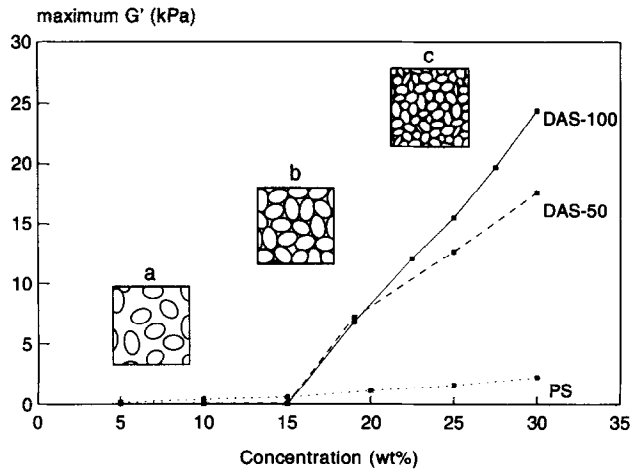 maximum G' (kPa)
30
25
20
15
10
5
0
a
b
c
DAS-100
DAS-50
PS
0 5 10 15 20 25 30 35
Concentration (wt%)